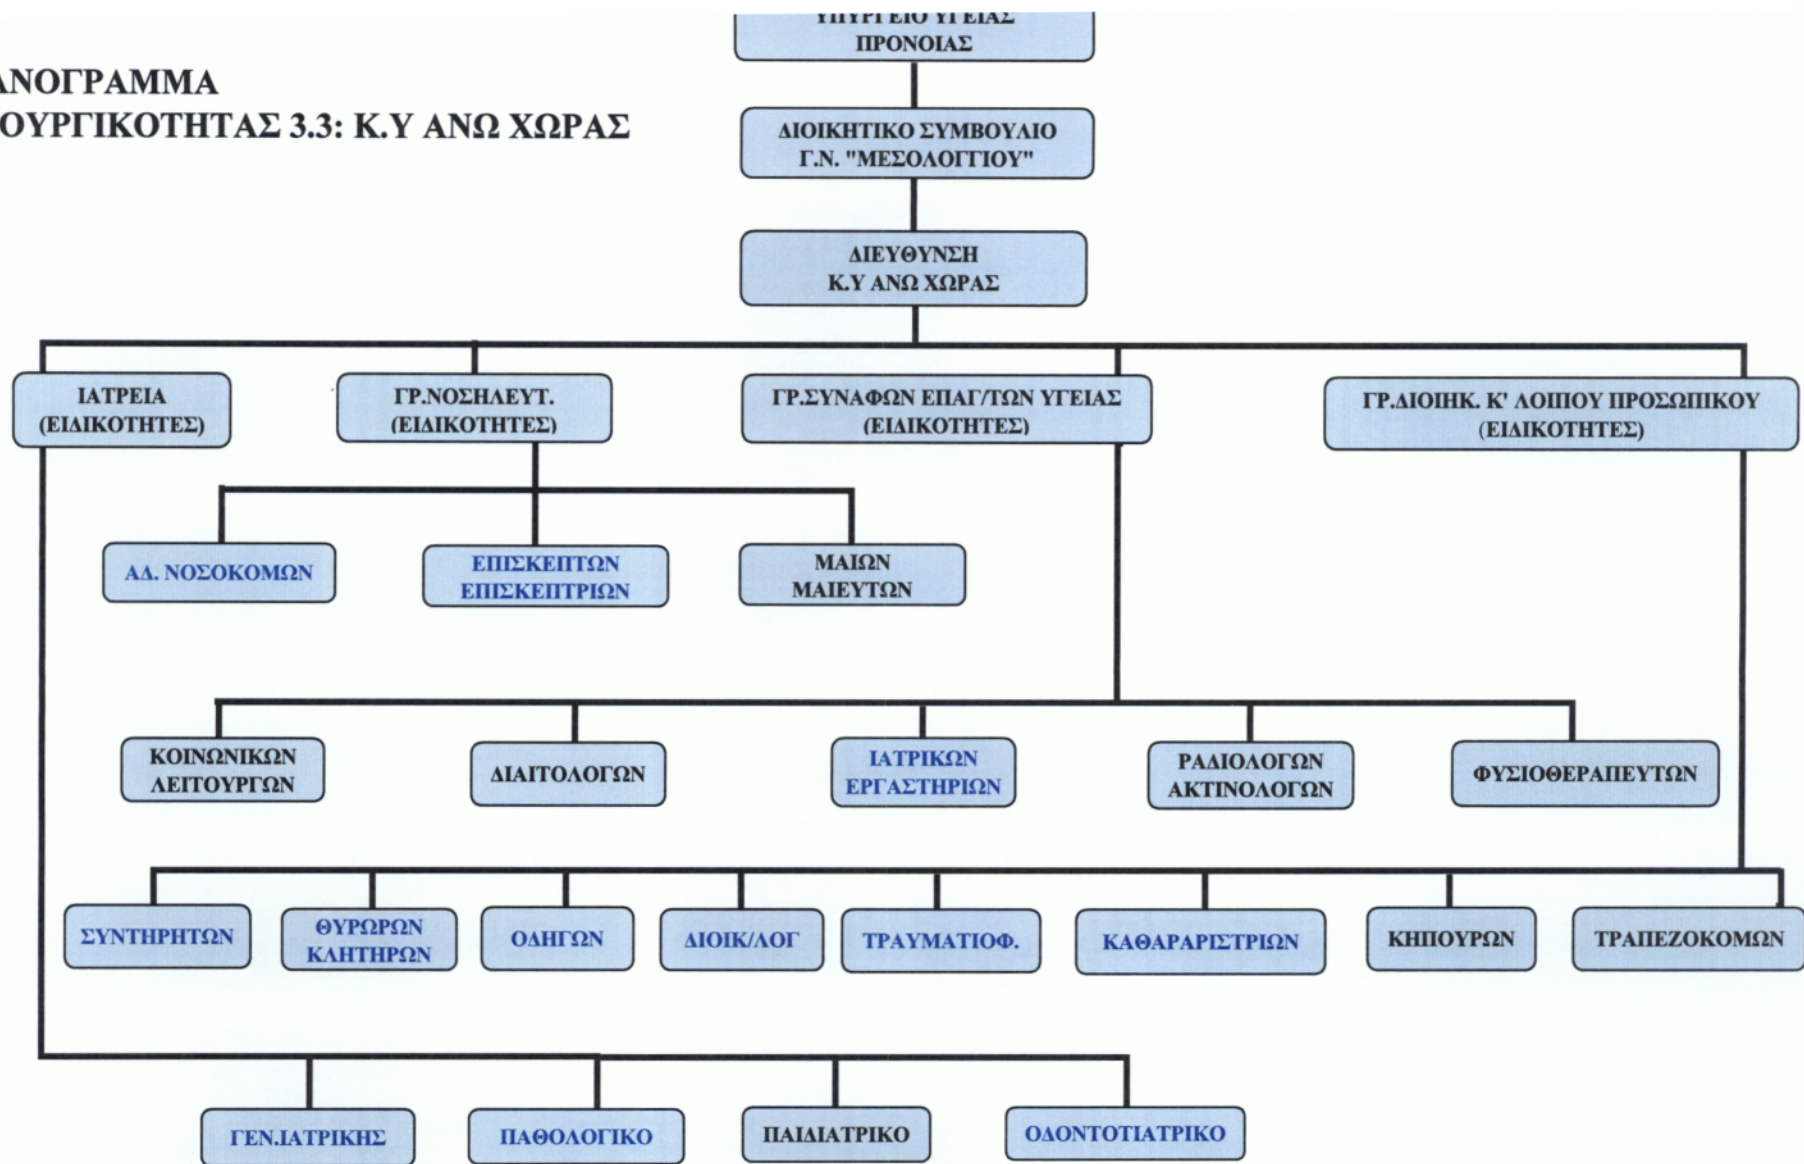 ΥΠΥΡΓΕΙΟ ΥΓΕΙΑΣ
ΠΡΟΝΟΙΑΣ
ΑΝΟΓΡΑΜΜΑ
ΟΥΡΓΙΚΟΤΗΤΑΣ 3.3: Κ.Υ ΑΝΩ ΧΩΡΑΣ
ΔΙΟΙΚΗΤΙΚΟ ΣΥΜΒΟΥΛΙΟ
Γ.Ν. "ΜΕΣΟΛΟΓΓΙΟΥ"
ΔΙΕΥΘΥΝΣΗ
Κ.Υ ΑΝΩ ΧΩΡΑΣ
ΙΑΤΡΕΙΑ
(ΕΙΔΙΚΟΤΗΤΕΣ)
ΓΡ.ΝΟΣΗΛΕΥΤ.
(ΕΙΔΙΚΟΤΗΤΕΣ)
ΓΡ.ΣΥΝΑΦΩΝ ΕΠΑΓ/ΤΩΝ ΥΓΕΙΑΣ
(ΕΙΔΙΚΟΤΗΤΕΣ)
ΓΡ.ΔΙΟΙΗΚ. Κ' ΛΟΙΠΟΥ ΠΡΟΣΩΠΙΚΟΥ
(ΕΙΔΙΚΟΤΗΤΕΣ)
ΑΔ. ΝΟΣΟΚΟΜΩΝ
ΕΠΙΣΚΕΠΤΩΝ
ΕΠΙΣΚΕΠΤΡΙΩΝ
ΜΑΙΩΝ
ΜΑΙΕΥΤΩΝ
ΚΟΙΝΩΝΙΚΩΝ
ΛΕΙΤΟΥΡΓΩΝ
ΔΙΑΙΤΟΛΟΓΩΝ
ΙΑΤΡΙΚΩΝ
ΕΡΓΑΣΤΗΡΙΩΝ
ΡΑΔΙΟΛΟΓΩΝ
ΑΚΤΙΝΟΛΟΓΩΝ
ΦΥΣΙΟΘΕΡΑΠΕΥΤΩΝ
ΣΥΝΤΗΡΗΤΩΝ
ΘΥΡΩΡΩΝ
ΚΛΗΤΗΡΩΝ
ΟΔΗΓΩΝ
ΔΙΟΙΚ/ΛΟΓ
ΤΡΑΥΜΑΤΙΟΦ.
ΚΑΘΑΡΑΡΙΣΤΡΙΩΝ
ΚΗΠΟΥΡΩΝ
ΤΡΑΠΕΖΟΚΟΜΩΝ
ΓΕΝ.ΙΑΤΡΙΚΗΣ
ΠΑΘΟΛΟΓΙΚΟ
ΠΑΙΔΙΑΤΡΙΚΟ
ΟΔΟΝΤΟΤΙΑΤΡΙΚΟ